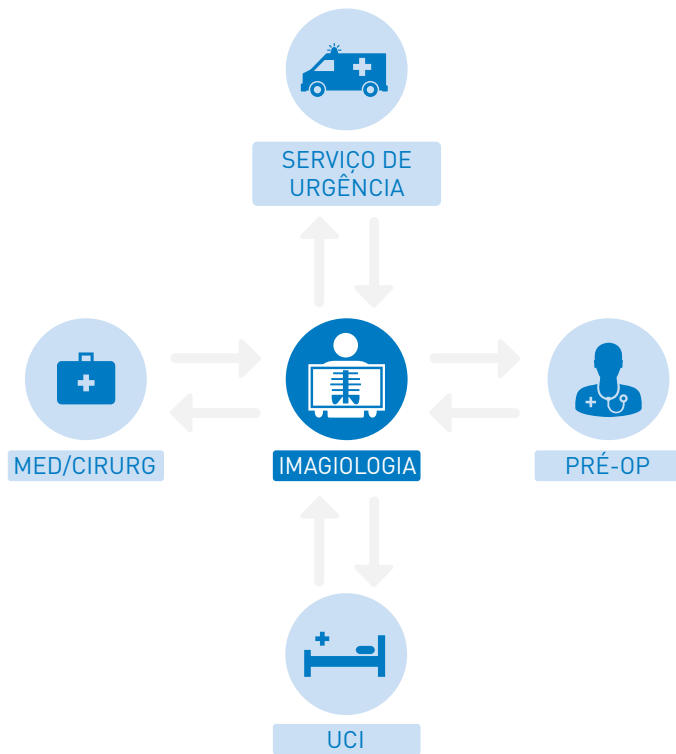 SERVIÇO DE
URGÊNCIA
MED/CIRURG
IMAGIOLOGIA
PRÉ-OP
UCI